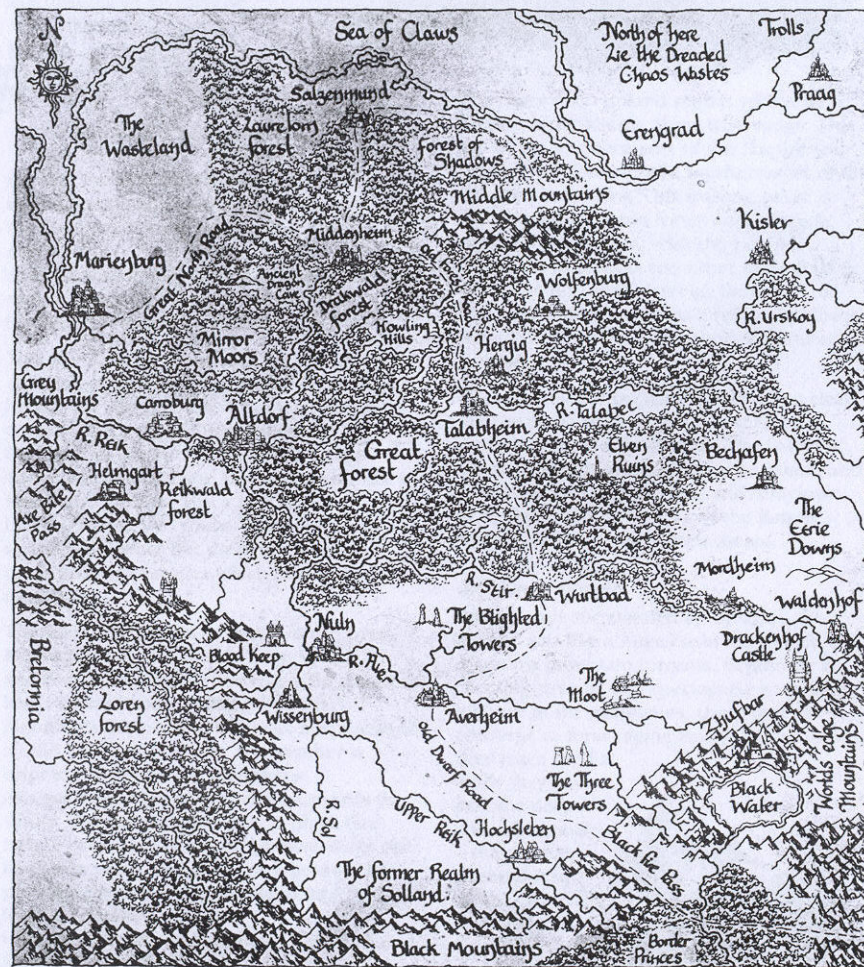 N
Sea of Claws
North of here
Lie the Dreaded
Chaos Wastes
Trolls
Praag
Salzenmund
The
Wasteland
Laurelorn
forest
Forest of
Shadows
Erengrad
Middle Mountains
Kislev
Middenheim
Great North Road
Marienburg
Ancient
Dragon
Cave
Drakwald
forest
Wolfenburg
R. Urskoy
Howling
Hills
Mirror
Moors
Hergig
Grey
Mountains
Carroburg
Altdorf
Talabheim
R. Talabec
R. Reik
Great
forest
Elven
Ruins
Bechafen
Helmgart
Reikwald
forest
Axe Bite
Pass
The
Eerie
Downs
Mordheim
R. Stir.
Wurtbad
Waldenhof
Nuln
The Blighted
Towers
Drackenhof
Castle
Bretonnia
Blood Keep
R. Aver
The
Moot
Loren
forest
Wissenburg
Averheim
Zhufbar
Worlds edge
Mountains
Old Dwarf Road
The Three
Towers
Black
Water
R. Sol
Upper Reik
Hochsleben
Black fire Pass
The former Realm
of Solland.
Black Mountains
Border
Princes